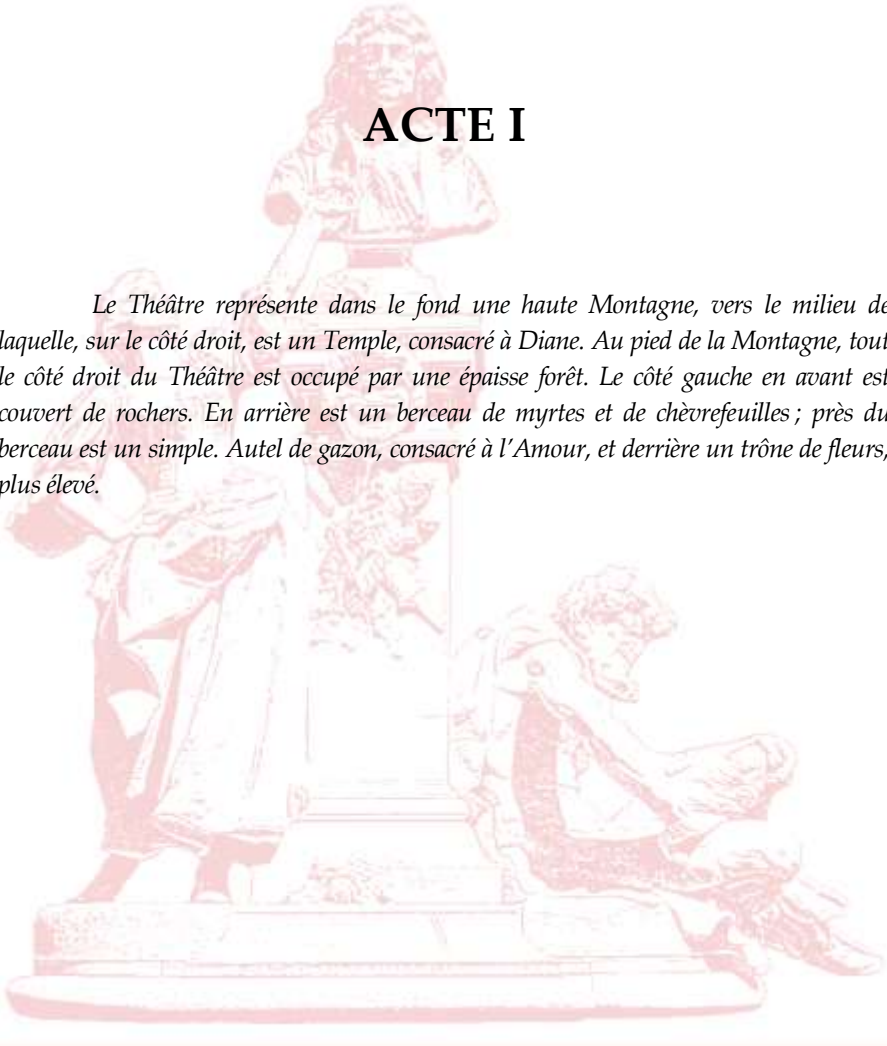 ACTE I
Le Théâtre représente dans le fond une haute Montagne, vers le milieu de
laquelle, sur le côté droit, est un Temple, consacré à Diane. Au pied de la Montagne, tout
le côté droit du Théâtre est occupé par une épaisse forêt. Le côté gauche en avant est
couvert de rochers. En arrière est un berceau de myrtes et de chèvrefeuilles ; près du
berceau est un simple. Autel de gazon, consacré à l’Amour, et derrière un trône de fleurs,
plus élevé.